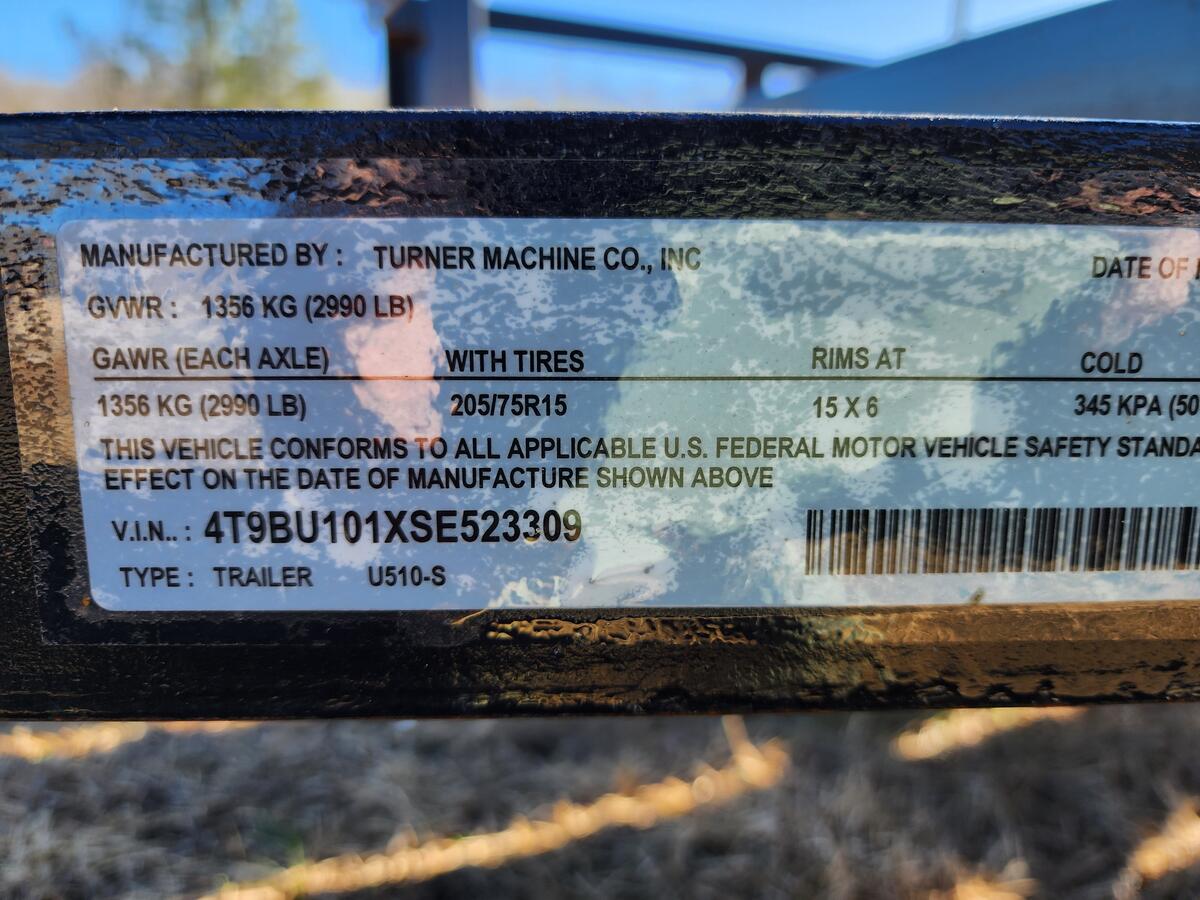 MANUFACTURED BY : TURNER MACHINE CO., INC DATE OF
GVWR : 1356 KG (2990 LB)
GAWR (EACH AXLE) WITH TIRES RIMS AT COLD
1356 KG (2990 LB) 205/75R15 15 X 6 345 KPA (50
THIS VEHICLE CONFORMS TO ALL APPLICABLE U.S. FEDERAL MOTOR VEHICLE SAFETY STANDA
EFFECT ON THE DATE OF MANUFACTURE SHOWN ABOVE
V.I.N.. : 4T9BU101XSE523309
TYPE : TRAILER U510-S